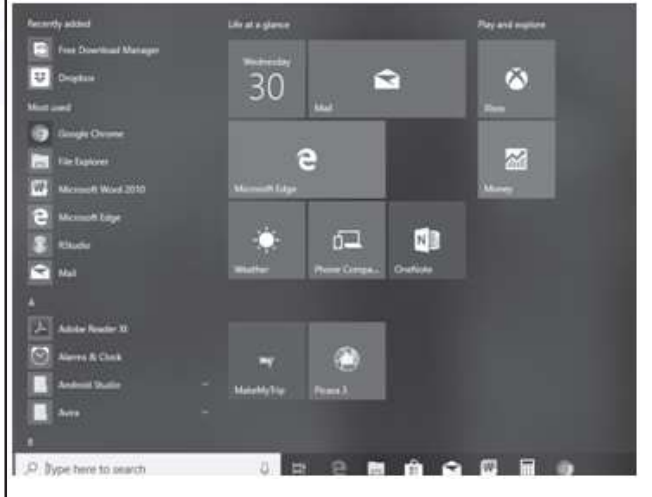 Recently added
Free Download Manager
Dropbox
Most used
Google Chrome
File Explorer
Microsoft Word 2010
Microsoft Edge
RStudio
Mail
A
Adobe Reader XI
Alarms & Clock
Android Studio
Avira
B
Life at a glance
Wednesday
30
Mail
Microsoft Edge
Weather
Phone Compa...
OneNote
MakeMyTrip
my
Picasa 3
Play and explore
Xbox
Money
Type here to search